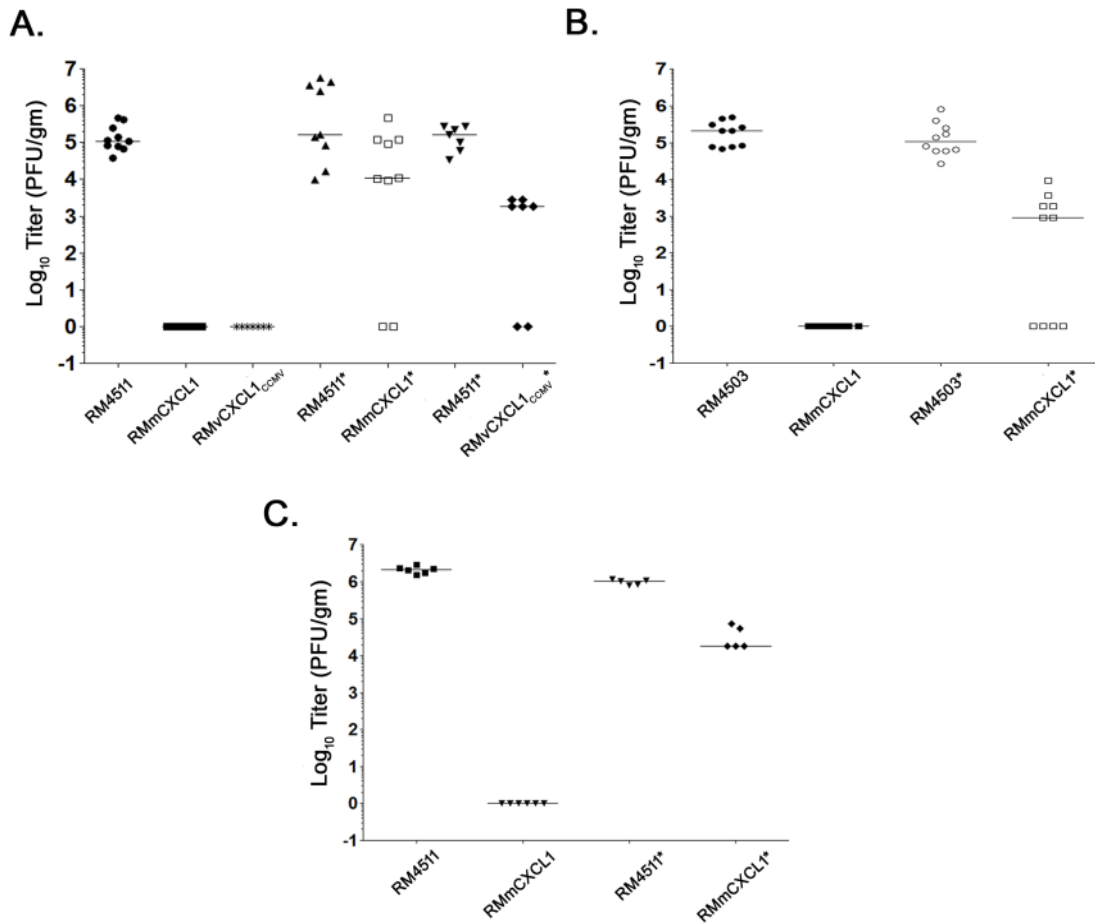 A.
Log10 Titer (PFU/gm)
7
6
5
4
3
2
1
0
-1
RM4511
RMmCXCL1
RMvCXCL1CCMV
RM4511*
RMmCXCL1*
RM4511*
RMvCXCL1CCMV*
B.
Log10 Titer (PFU/gm)
7
6
5
4
3
2
1
0
-1
RM4503
RMmCXCL1
RM4503*
RMmCXCL1*
C.
Log10 Titer (PFU/gm)
7
6
5
4
3
2
1
0
-1
RM4511
RMmCXCL1
RM4511*
RMmCXCL1*